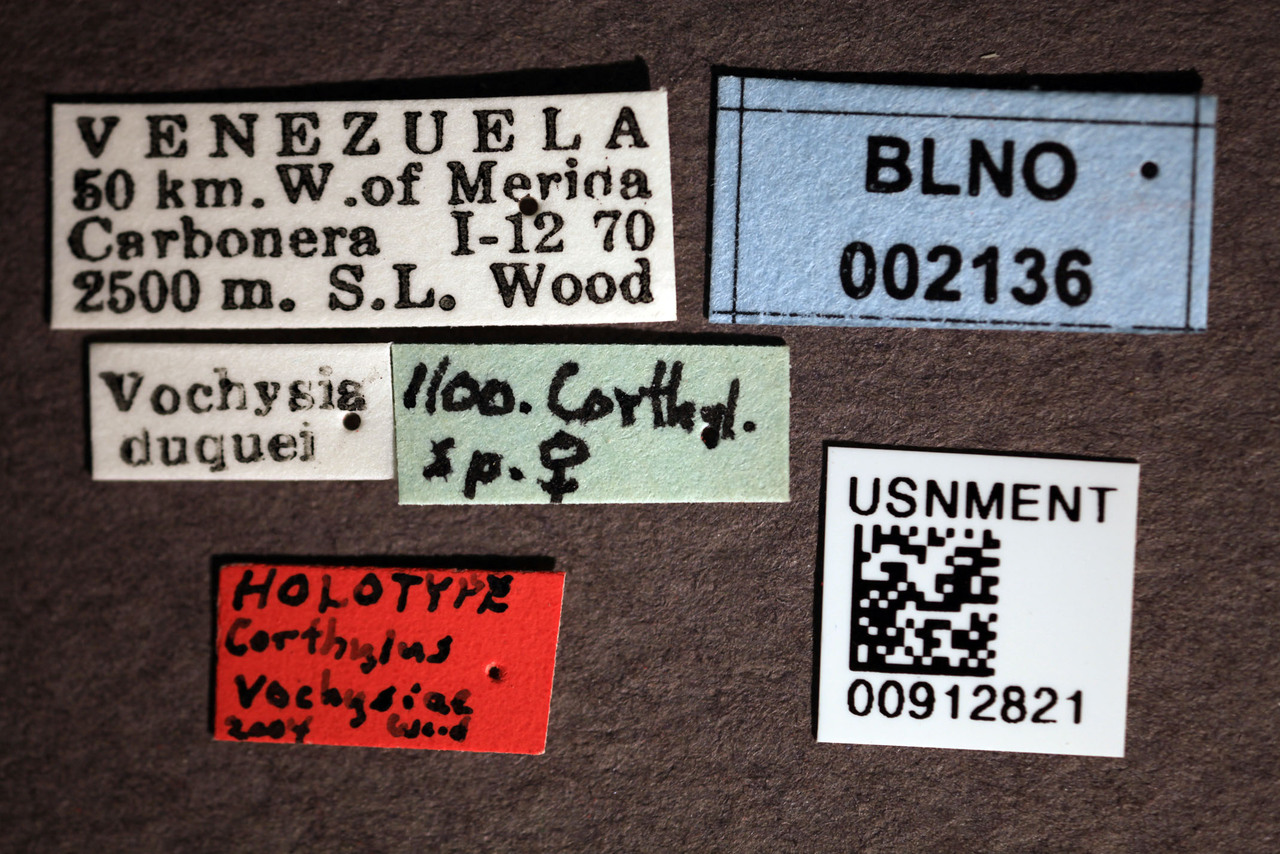 VENEZUELA
50 km. W. of Merida
Carbonera I-12 70
2500 m. S.L. Wood
BLNO
002136
Vochysia
duquei
1100. Corthyl.
sp. ♀
USNMENT
00912821
HOLOTYPE
Corthylus
Vochysiae
2004 Wood